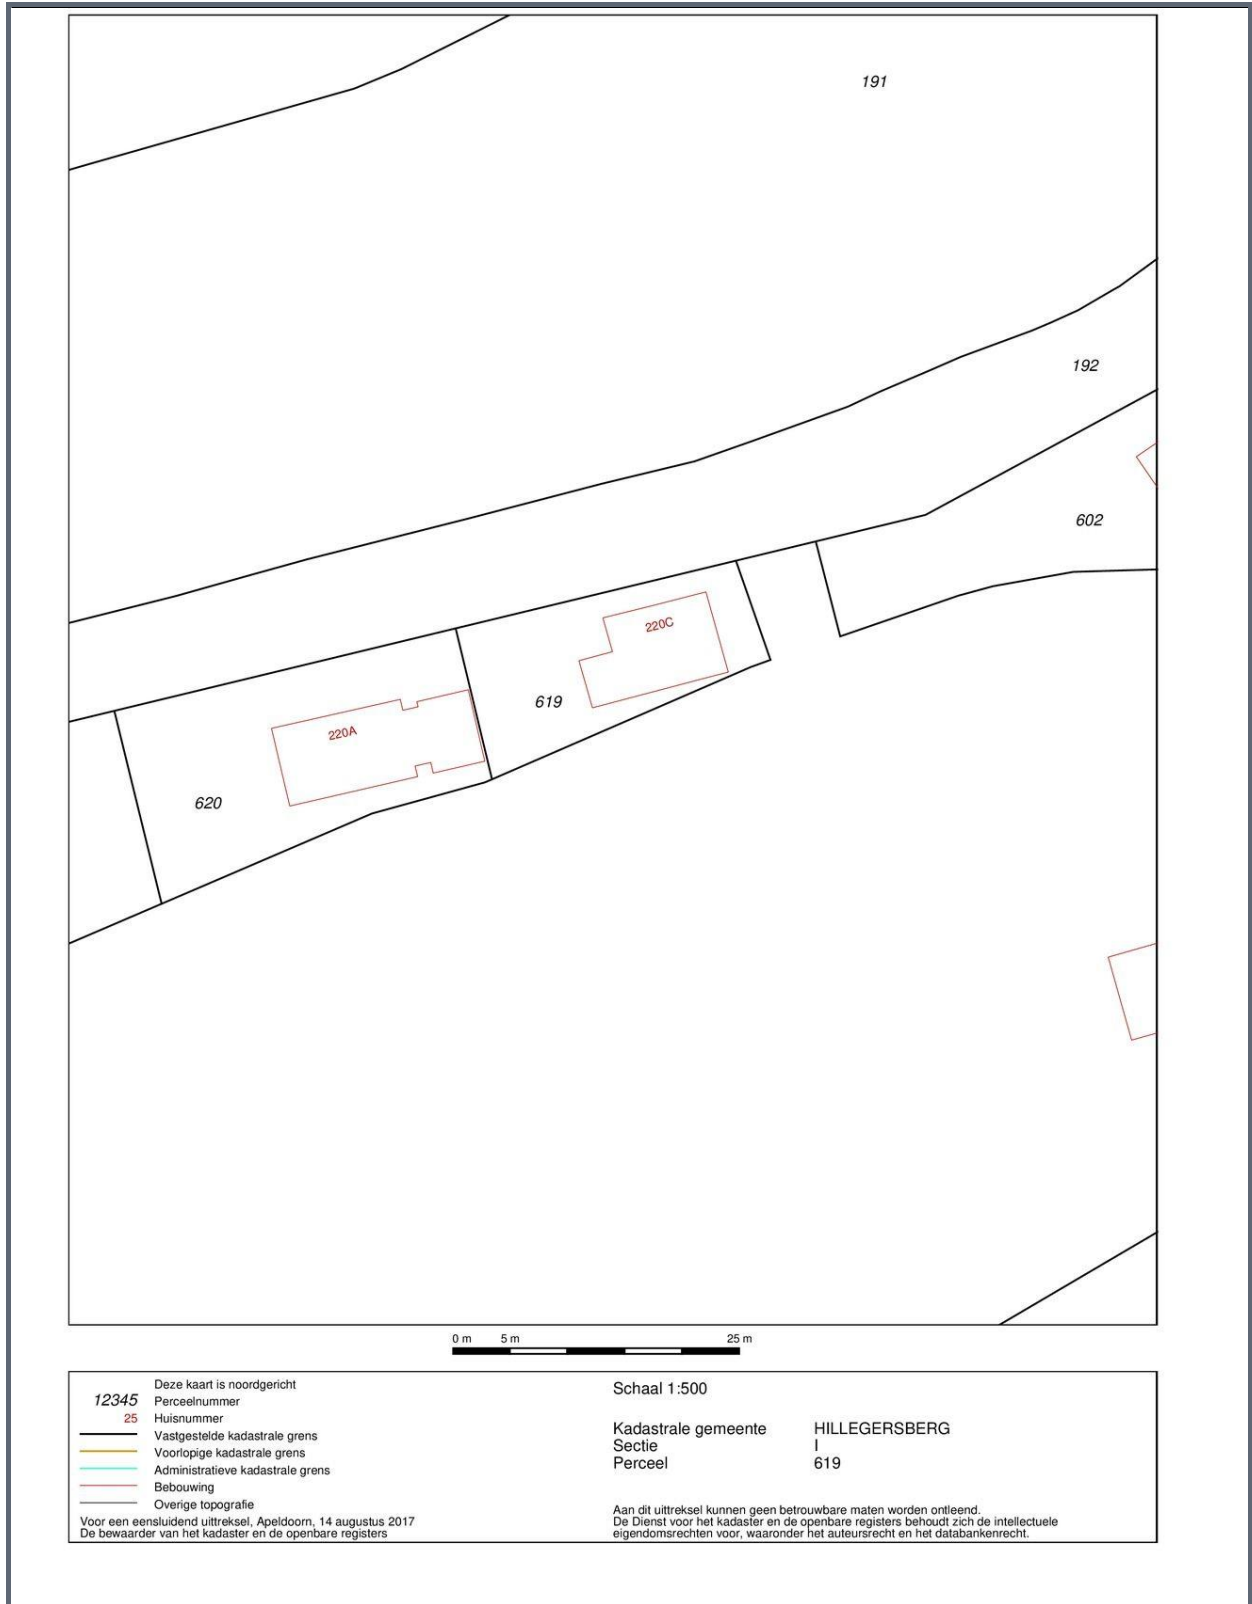 191
192
602
220C
619
220A
620
0 m 5 m 25 m
Deze kaart is noordgericht
12345 Perceelnummer
25 Huisnummer
Vastgestelde kadastrale grens
Voorlopige kadastrale grens
Administratieve kadastrale grens
Bebouwing
Overige topografie
Voor een eensluidend uittreksel, Apeldoorn, 14 augustus 2017
De bewaarder van het kadaster en de openbare registers
Schaal 1:500
Kadastrale gemeente HILLEGERSBERG
Sectie I
Perceel 619
Aan dit uittreksel kunnen geen betrouwbare maten worden ontleend.
De Dienst voor het kadaster en de openbare registers behoudt zich de intellectuele
eigendomsrechten voor, waaronder het auteursrecht en het databankenrecht.